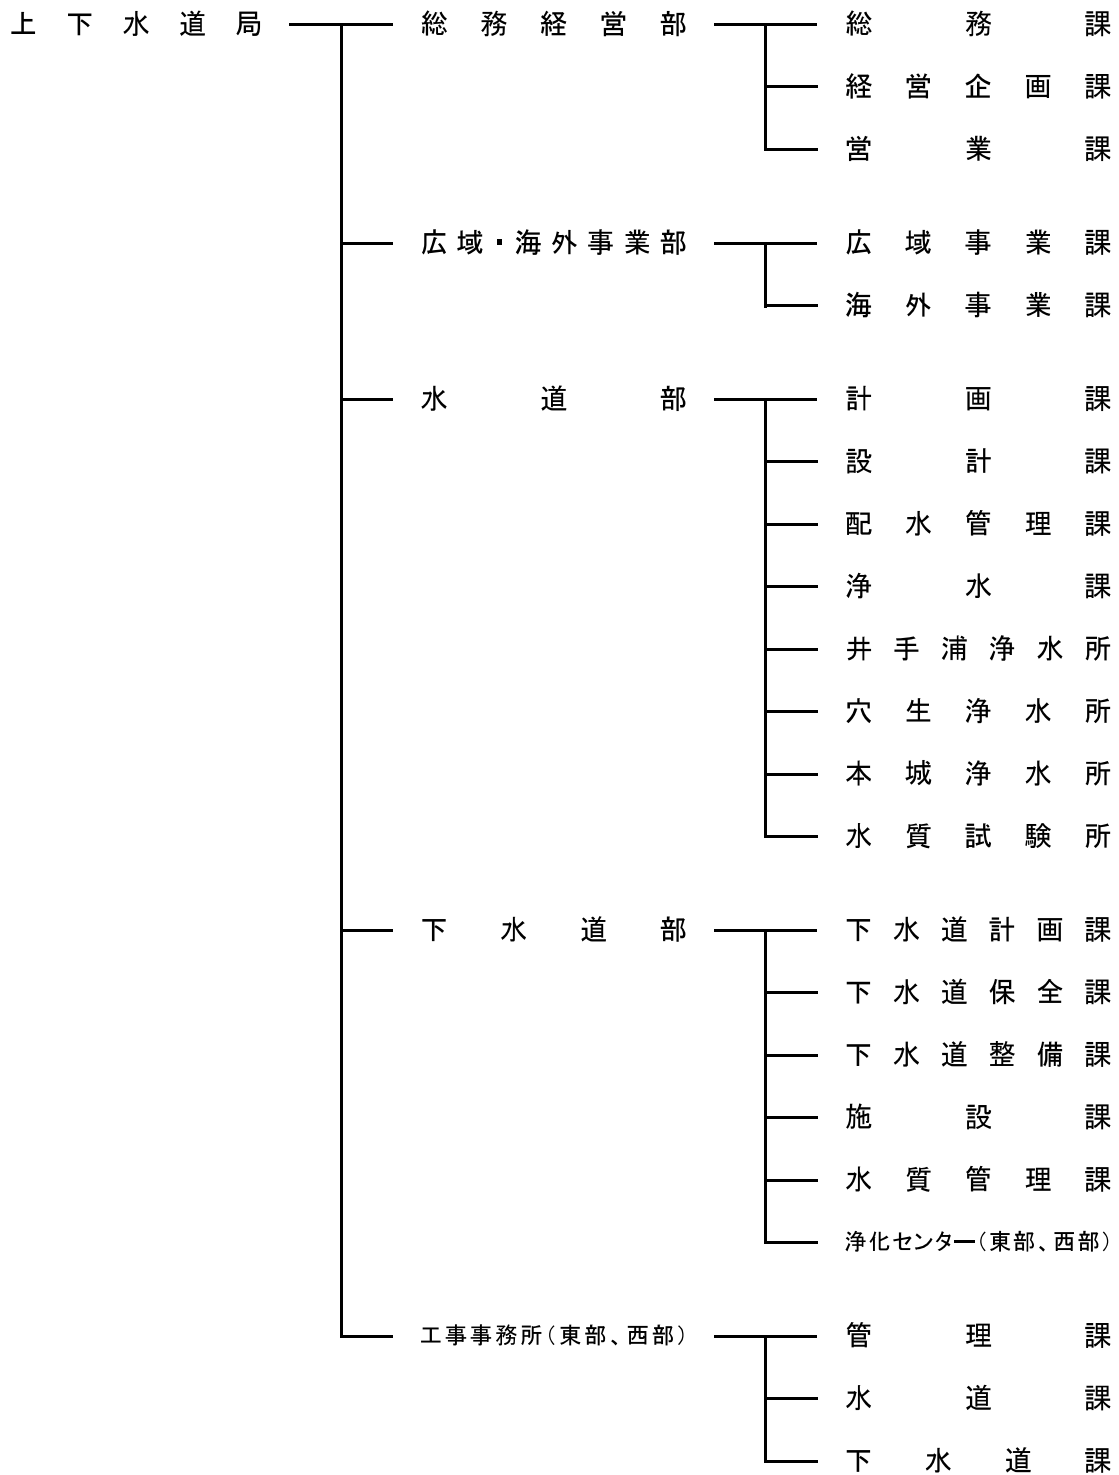 上下水道局 総務経営部 総務課
経営企画課
営業課
広域・海外事業部 広域事業課
海外事業課
水道部 計画課
設計課
配水管理課
浄水課
井手浦浄水所
穴生浄水所
本城浄水所
水質試験所
下水道部 下水道計画課
下水道保全課
下水道整備課
施設課
水質管理課
浄化センター（東部、西部）
工事事務所（東部、西部） 管理課
水道課
下水道課